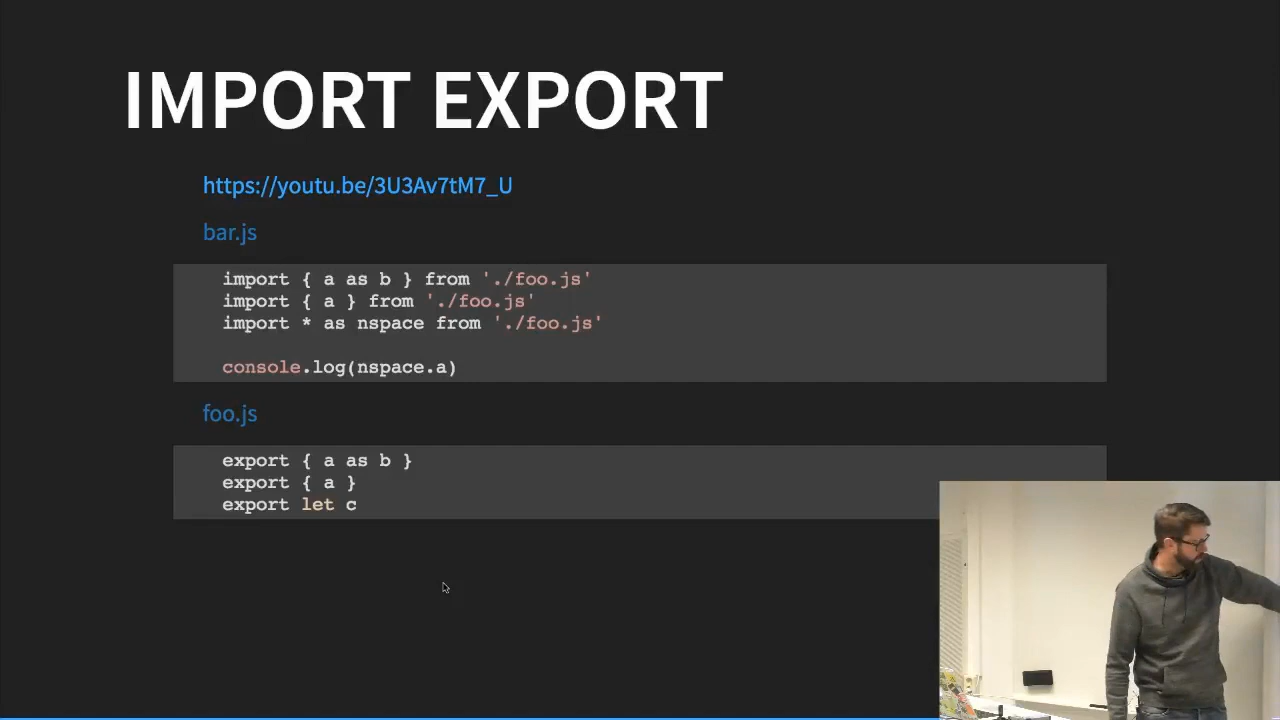 IMPORT EXPORT
https://youtu.be/3U3Av7tM7_U
bar.js
import { a as b } from './foo.js'
import { a } from './foo.js'
import * as nspace from './foo.js'
console.log(nspace.a)
foo.js
export { a as b }
export { a }
export let c